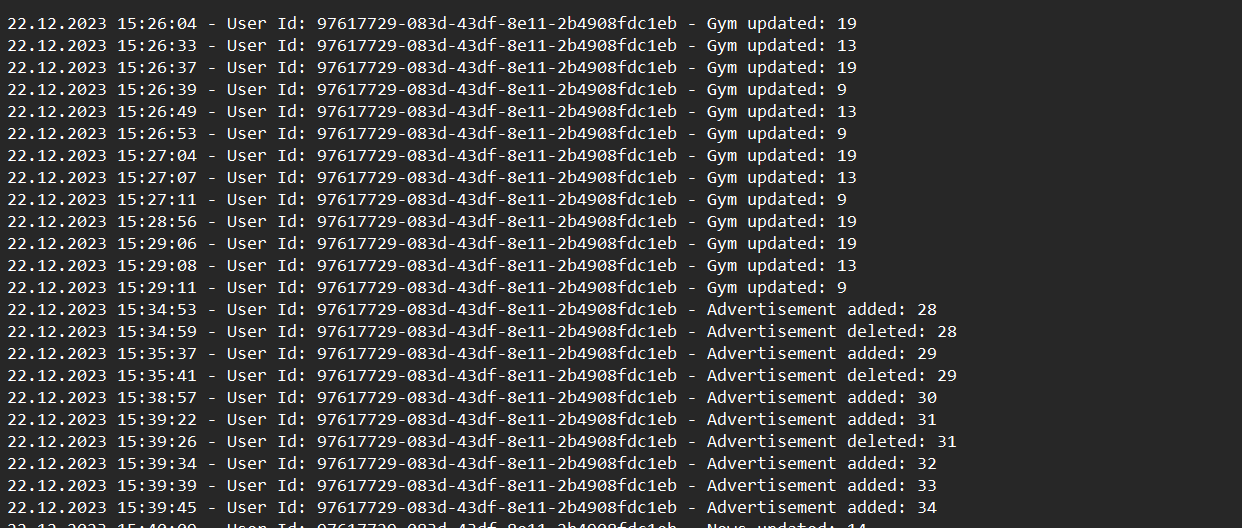 22.12.2023 15:26:04 - User Id: 97617729-083d-43df-8e11-2b4908fdc1eb - Gym updated: 19
22.12.2023 15:26:33 - User Id: 97617729-083d-43df-8e11-2b4908fdc1eb - Gym updated: 13
22.12.2023 15:26:37 - User Id: 97617729-083d-43df-8e11-2b4908fdc1eb - Gym updated: 19
22.12.2023 15:26:39 - User Id: 97617729-083d-43df-8e11-2b4908fdc1eb - Gym updated: 9
22.12.2023 15:26:49 - User Id: 97617729-083d-43df-8e11-2b4908fdc1eb - Gym updated: 13
22.12.2023 15:26:53 - User Id: 97617729-083d-43df-8e11-2b4908fdc1eb - Gym updated: 9
22.12.2023 15:27:04 - User Id: 97617729-083d-43df-8e11-2b4908fdc1eb - Gym updated: 19
22.12.2023 15:27:07 - User Id: 97617729-083d-43df-8e11-2b4908fdc1eb - Gym updated: 13
22.12.2023 15:27:11 - User Id: 97617729-083d-43df-8e11-2b4908fdc1eb - Gym updated: 9
22.12.2023 15:28:56 - User Id: 97617729-083d-43df-8e11-2b4908fdc1eb - Gym updated: 19
22.12.2023 15:29:06 - User Id: 97617729-083d-43df-8e11-2b4908fdc1eb - Gym updated: 19
22.12.2023 15:29:08 - User Id: 97617729-083d-43df-8e11-2b4908fdc1eb - Gym updated: 13
22.12.2023 15:29:11 - User Id: 97617729-083d-43df-8e11-2b4908fdc1eb - Gym updated: 9
22.12.2023 15:34:53 - User Id: 97617729-083d-43df-8e11-2b4908fdc1eb - Advertisement added: 28
22.12.2023 15:34:59 - User Id: 97617729-083d-43df-8e11-2b4908fdc1eb - Advertisement deleted: 28
22.12.2023 15:35:37 - User Id: 97617729-083d-43df-8e11-2b4908fdc1eb - Advertisement added: 29
22.12.2023 15:35:41 - User Id: 97617729-083d-43df-8e11-2b4908fdc1eb - Advertisement deleted: 29
22.12.2023 15:38:57 - User Id: 97617729-083d-43df-8e11-2b4908fdc1eb - Advertisement added: 30
22.12.2023 15:39:22 - User Id: 97617729-083d-43df-8e11-2b4908fdc1eb - Advertisement added: 31
22.12.2023 15:39:26 - User Id: 97617729-083d-43df-8e11-2b4908fdc1eb - Advertisement deleted: 31
22.12.2023 15:39:34 - User Id: 97617729-083d-43df-8e11-2b4908fdc1eb - Advertisement added: 32
22.12.2023 15:39:39 - User Id: 97617729-083d-43df-8e11-2b4908fdc1eb - Advertisement added: 33
22.12.2023 15:39:45 - User Id: 97617729-083d-43df-8e11-2b4908fdc1eb - Advertisement added: 34